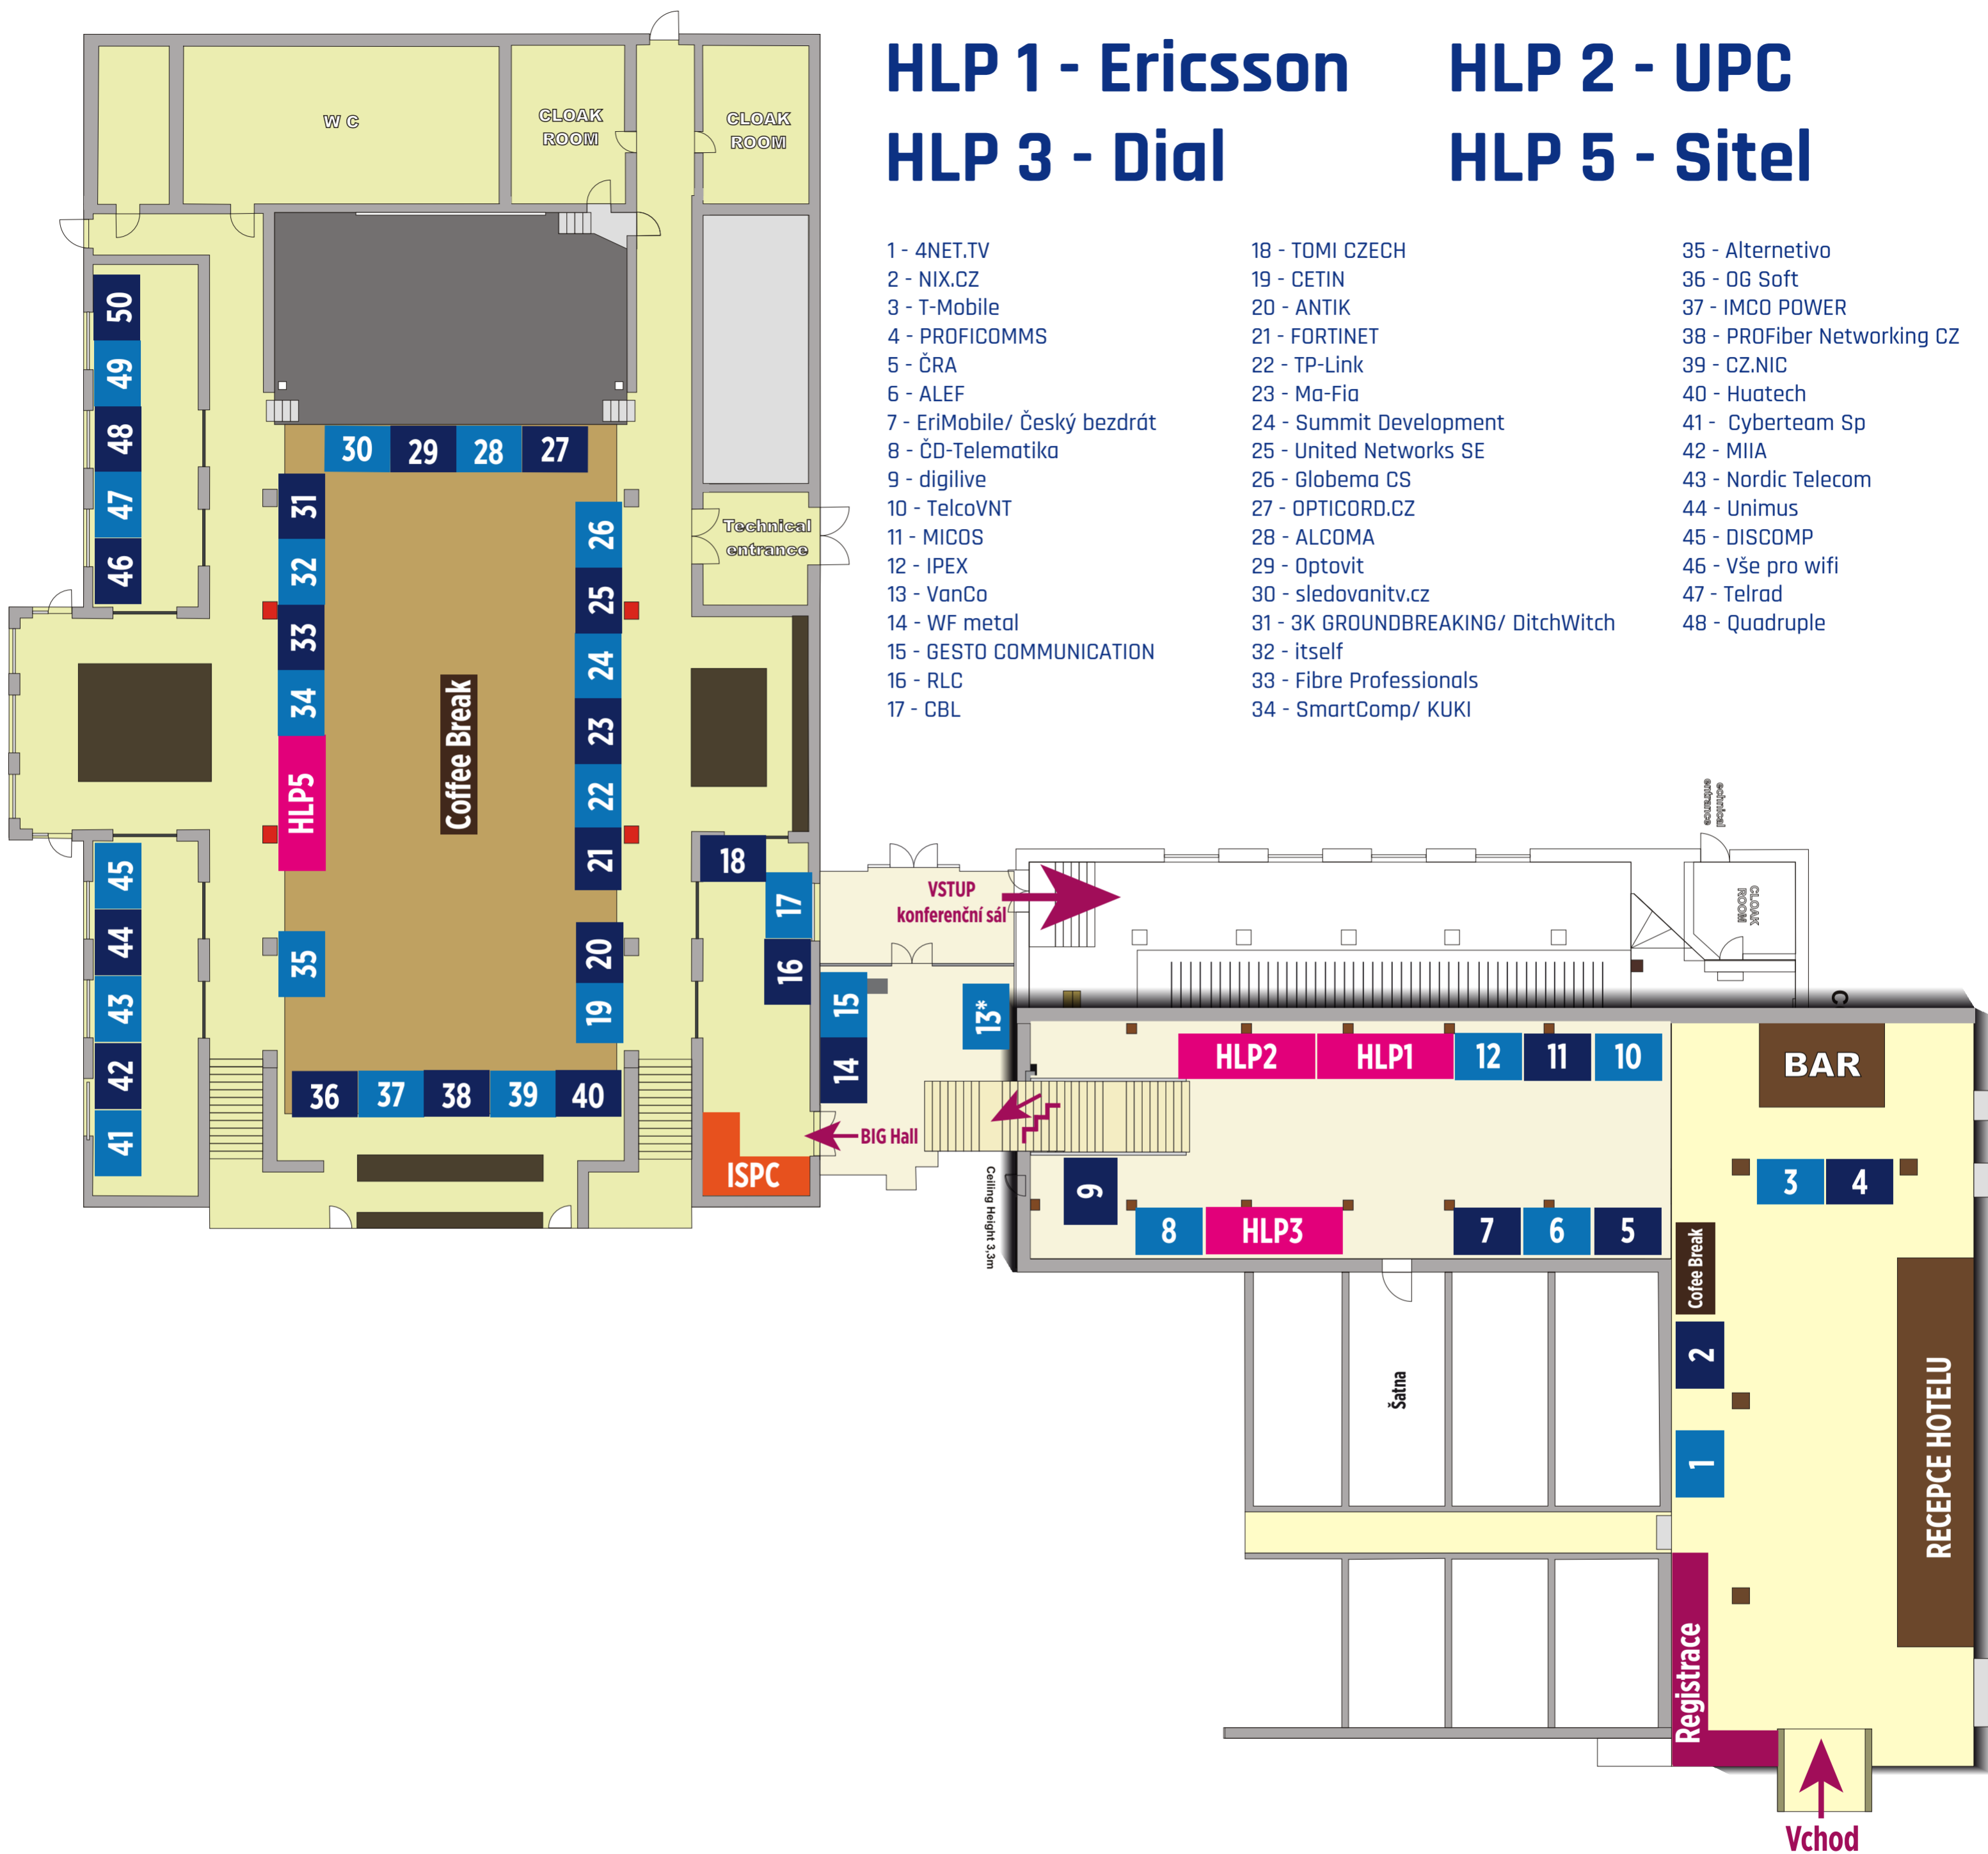 HLP 1 - Ericsson
HLP 2 - UPC
HLP 3 - Dial
HLP 5 - Sitel
1 - 4NET.TV
2 - NIX.CZ
3 - T-Mobile
4 - PROFICOMMS
5 - ČRA
6 - ALEF
7 - EriMobile/ Český bezdrát
8 - ČD-Telematika
9 - digilive
10 - TelcoVNT
11 - MICOS
12 - IPEX
13 - VanCo
14 - WF metal
15 - GESTO COMMUNICATION
16 - RLC
17 - CBL
18 - TOMI CZECH
19 - CETIN
20 - ANTIK
21 - FORTINET
22 - TP-Link
23 - Ma-Fia
24 - Summit Development
25 - United Networks SE
26 - Globema CS
27 - OPTICORD.CZ
28 - ALCOMA
29 - Optovit
30 - sledovanitv.cz
31 - 3K GROUNDBREAKING/ DitchWitch
32 - itself
33 - Fibre Professionals
34 - SmartComp/ KUKI
35 - Alternetivo
36 - OG Soft
37 - IMCO POWER
38 - PROFiber Networking CZ
39 - CZ.NIC
40 - Huatech
41 - Cyberteam Sp
42 - MIIA
43 - Nordic Telecom
44 - Unimus
45 - DISCOMP
46 - Vše pro wifi
47 - Telrad
48 - Quadruple
W C
CLOAK
ROOM
CLOAK
ROOM
50
49
48
47
46
30
29
28
27
31
32
33
34
HLP5
35
26
25
24
23
22
21
20
19
Coffee Break
Technical
entrance
45
44
43
42
41
36
37
38
39
40
18
17
16
15
14
13*
ISPC
BIG Hall
VSTUP
konferenční sál
echnical
entrance
CLOAK
ROOM
C
Ceiling Height 3,3m
HLP2
HLP1
12
11
10
9
8
HLP3
7
6
5
BAR
3
4
Cofee Break
2
1
Šatna
RECEPCE HOTELU
Registrace
Vchod